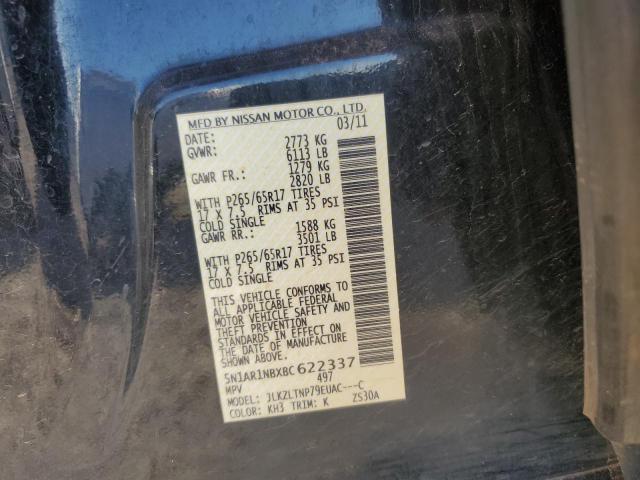 MFD BY NISSAN MOTOR CO., LTD.
DATE: 03/11
GVWR: 2773 KG
6113 LB
GAWR FR.: 1279 KG
2820 LB
WITH P265/65R17 TIRES
17 X 7.5 RIMS AT 35 PSI
COLD SINGLE
GAWR RR.: 1588 KG
3501 LB
WITH P265/65R17 TIRES
17 X 7.5 RIMS AT 35 PSI
COLD SINGLE
THIS VEHICLE CONFORMS TO
ALL APPLICABLE FEDERAL
MOTOR VEHICLE SAFETY AND
THEFT PREVENTION
STANDARDS IN EFFECT ON
THE DATE OF MANUFACTURE
SHOWN ABOVE.
5N1AR1NBXBC622337
MPV 497
MODEL: JLKZLTNP79EUAC---C
COLOR: KH3 TRIM: K ZS30A